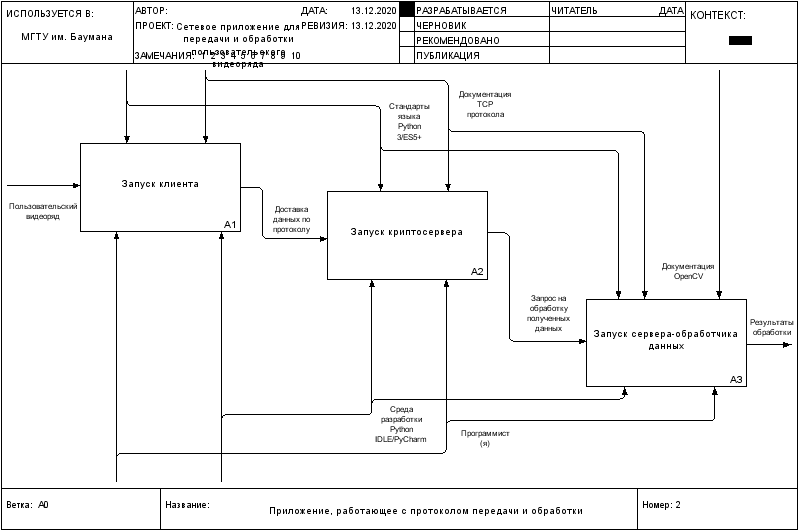 ИСПОЛЬЗУЕТСЯ В:
МГТУ им. Баумана
АВТОР:
ДАТА: 13.12.2020
ПРОЕКТ: Сетевое приложение для
передачи и обработки
пользовательского
видеоряда
РЕВИЗИЯ: 13.12.2020
ЗАМЕЧАНИЯ: 1 2 3 4 5 6 7 8 9 10
РАЗРАБАТЫВАЕТСЯ
ЧЕРНОВИК
РЕКОМЕНДОВАНО
ПУБЛИКАЦИЯ
ЧИТАТЕЛЬ
ДАТА
КОНТЕКСТ:
Стандарты
языка
Python
3/ES5+
Документация
TCP
протокола
Запуск клиента
A1
Пользовательский
видеоряд
Доставка
данных по
протоколу
Запуск криптосервера
A2
Документация
OpenCV
Запрос на
обработку
полученных
данных
Запуск сервера-обработчика
данных
A3
Результаты
обработки
Среда
разработки
Python
IDLE/PyCharm
Программист
(я)
Ветка: A0
Название:
Приложение, работающее с протоколом передачи и обработки
Номер: 2